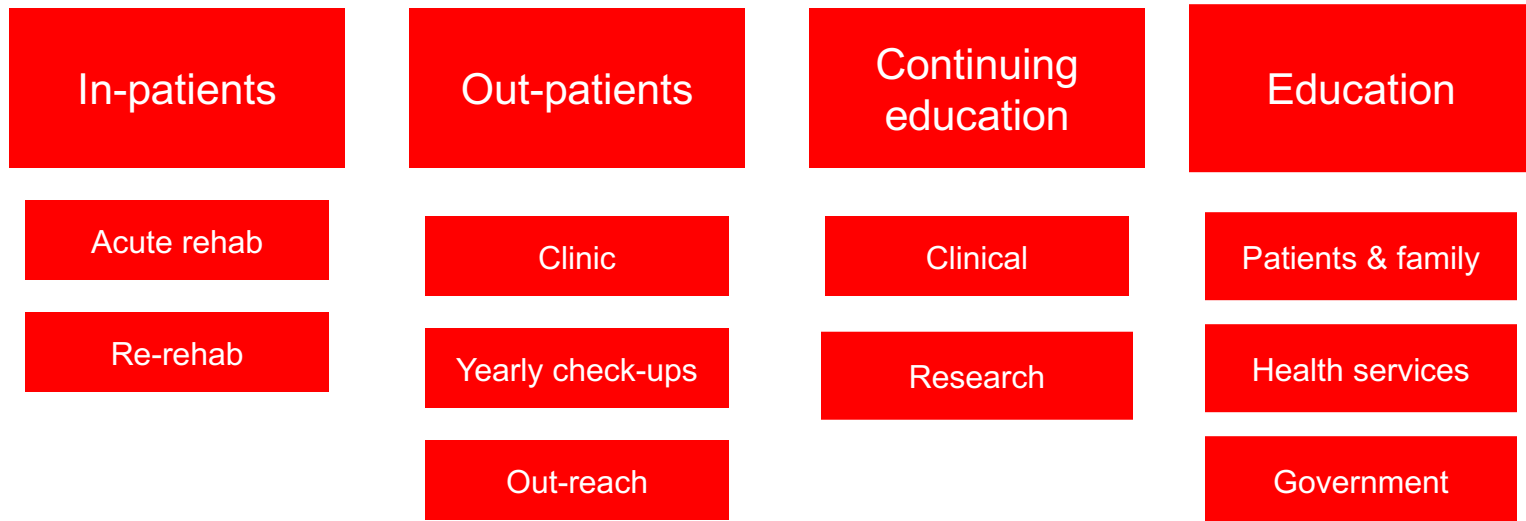 In-patients
Out-patients
Continuing
education
Education
Acute rehab
Re-rehab
Clinic
Yearly check-ups
Out-reach
Clinical
Research
Patients & family
Health services
Government